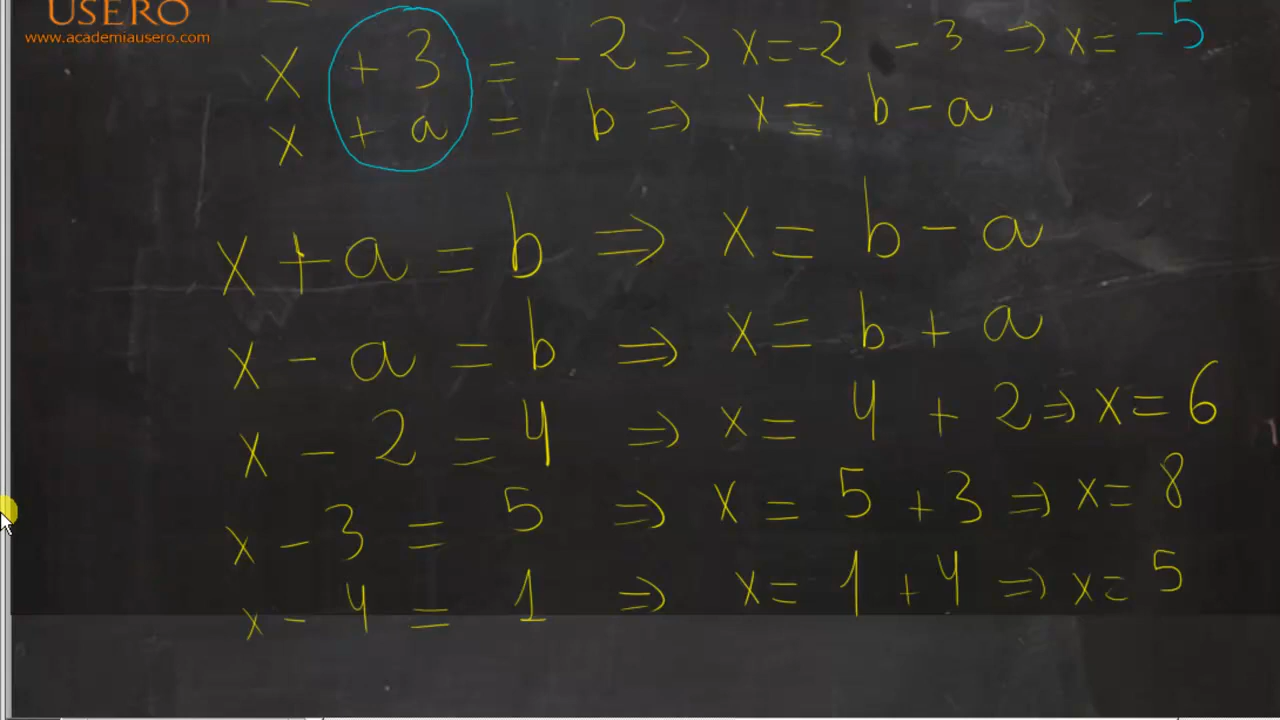 USERO
www.academiausero.com
x + 3 = -2 ⇒ x = -2 - 3 ⇒ x = -5
x + a = b ⇒ x = b - a
x + a = b ⇒ x = b - a
x - a = b ⇒ x = b + a
x - 2 = 4 ⇒ x = 4 + 2 ⇒ x = 6
x - 3 = 5 ⇒ x = 5 + 3 ⇒ x = 8
x - 4 = 1 ⇒ x = 1 + 4 ⇒ x = 5